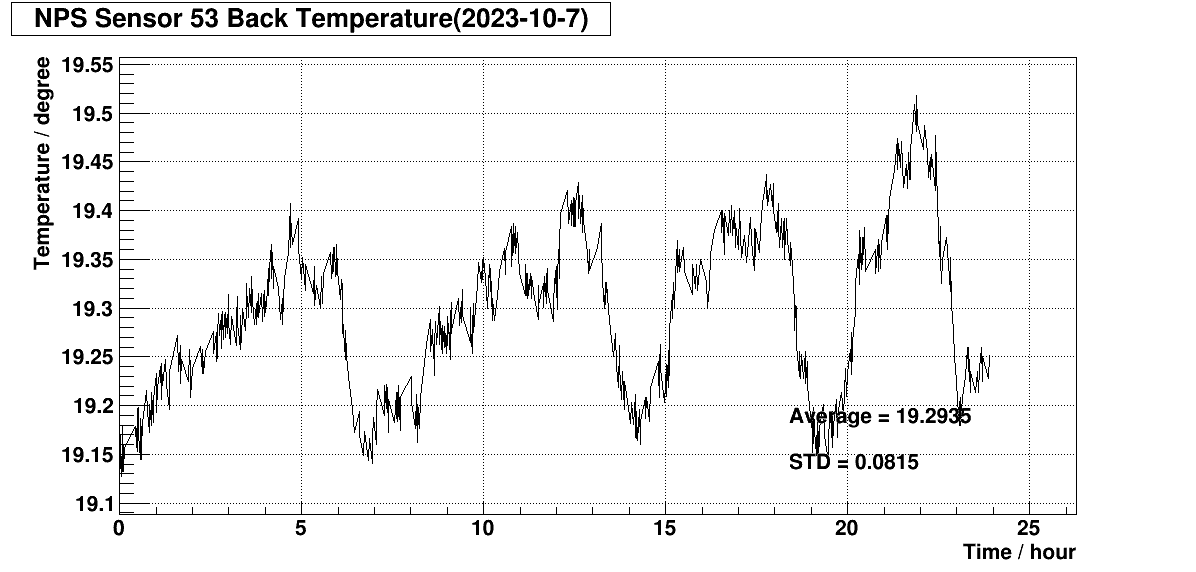 NPS Sensor 53 Back Temperature(2023-10-7)
Temperature / degree
19.55
19.5
19.45
19.4
19.35
19.3
19.25
19.2
19.15
19.1
Average = 19.2935
STD = 0.0815
0 5 10 15 20 25
Time / hour